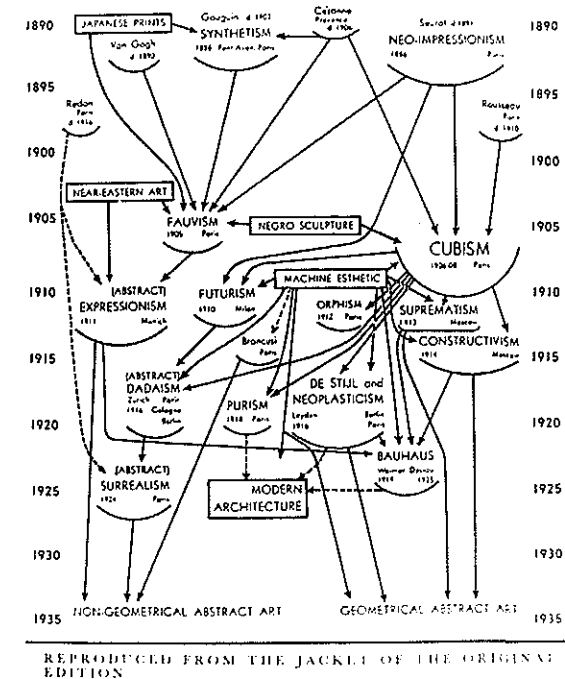 1890
JAPANESE PRINTS
Gauguin d. 1903
SYNTHETISM
1888 Pont-Aven, Paris
Cézanne
Provence
d. 1906
Seurat d. 1891
NEO-IMPRESSIONISM
1886 Paris
1890
Van Gogh
d. 1890
1895
1895
Redon
Paris
d. 1916
Rousseau
Paris
d. 1910
1900
1900
NEAR-EASTERN ART
1905
FAUVISM
1905 Paris
NEGRO SCULPTURE
1905
CUBISM
1906-08 Paris
1910
(ABSTRACT)
EXPRESSIONISM
1911 Munich
FUTURISM
1910 Milan
MACHINE ESTHETIC
ORPHISM
1912 Paris
SUPREMATISM
1913 Moscow
1910
Brancusi
Paris
CONSTRUCTIVISM
1914 Moscow
1915
1915
(ABSTRACT)
DADAISM
Zurich Paris
1916 Cologne
Berlin
PURISM
1918 Paris
DE STIJL and
NEOPLASTICISM
Leyden Berlin
1916 Paris
1920
1920
BAUHAUS
Weimar Dessau
1919 1925
(ABSTRACT)
SURREALISM
1924 Paris
1925
MODERN
ARCHITECTURE
1925
1930
1930
1935
NON-GEOMETRICAL ABSTRACT ART
GEOMETRICAL ABSTRACT ART
1935
REPRODUCED FROM THE JACKET OF THE ORIGINAL
EDITION